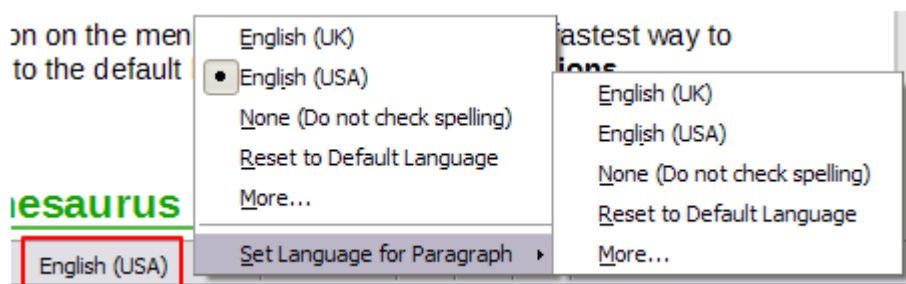 on on the men
fastest way to
to the default
ions
English (UK)
English (USA)
None (Do not check spelling)
Reset to Default Language
More...
Set Language for Paragraph
English (UK)
English (USA)
None (Do not check spelling)
Reset to Default Language
More...
esaurus
English (USA)